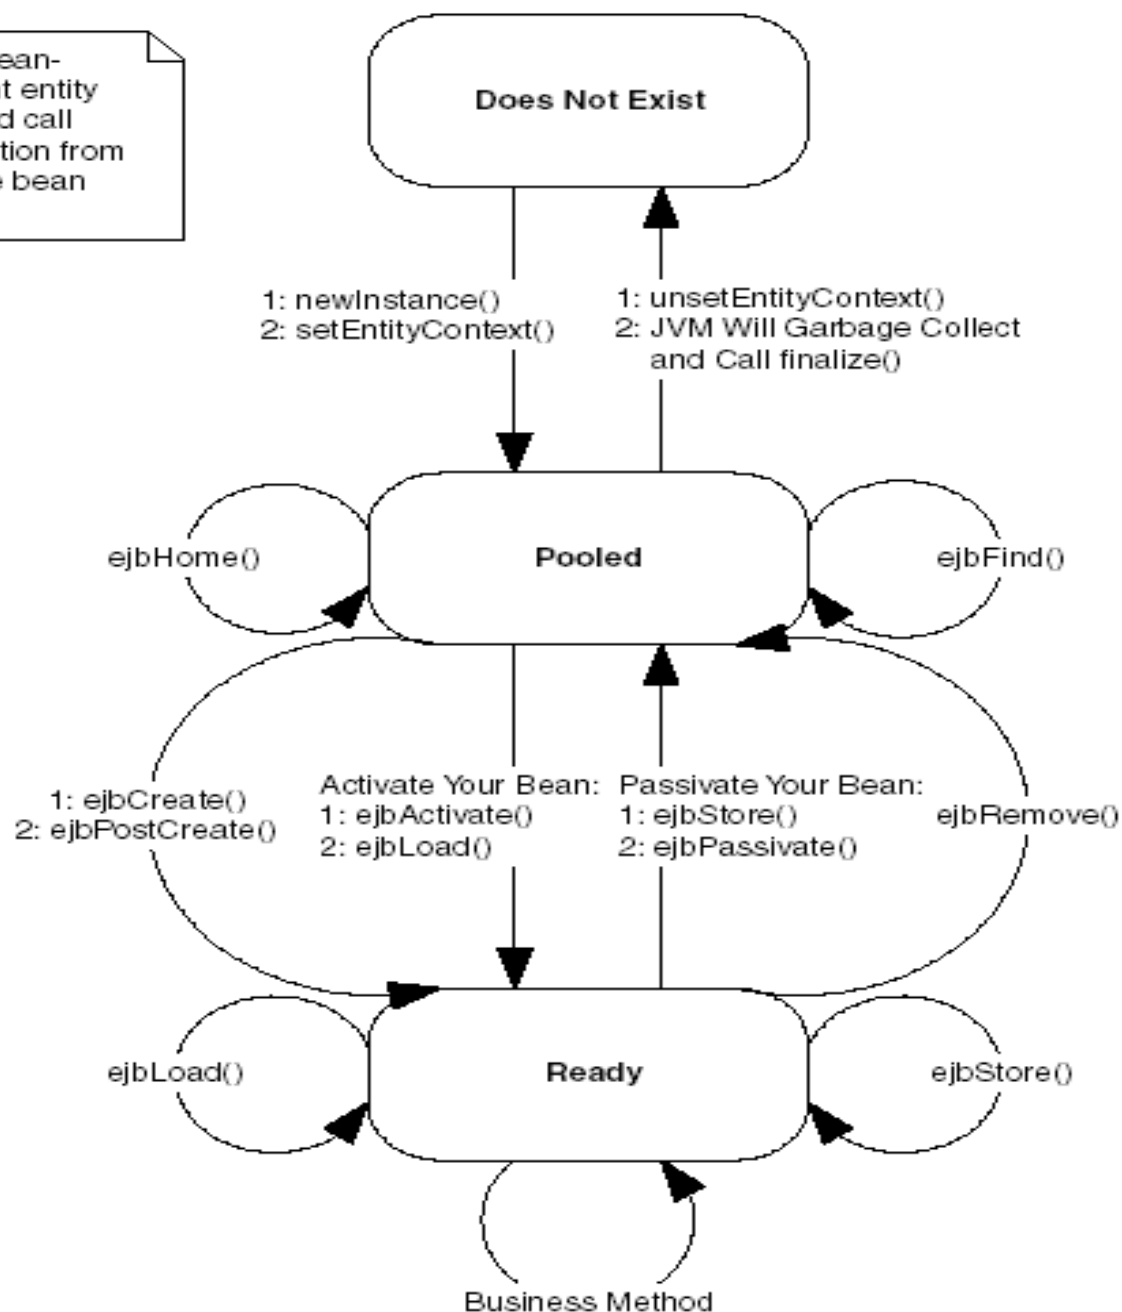 ean-
t entity
d call
tion from
e bean
Does Not Exist
1: newInstance()
2: setEntityContext()
1: unsetEntityContext()
2: JVM Will Garbage Collect
and Call finalize()
ejbHome()
Pooled
ejbFind()
1: ejbCreate()
2: ejbPostCreate()
Activate Your Bean:
1: ejbActivate()
2: ejbLoad()
Passivate Your Bean:
1: ejbStore()
2: ejbPassivate()
ejbRemove()
ejbLoad()
Ready
ejbStore()
Business Method